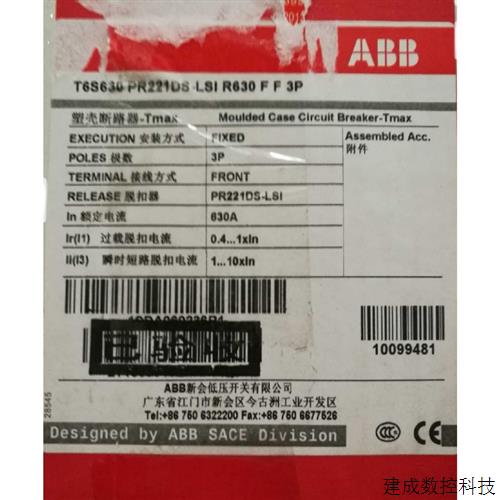 ABB
T6S630 PR221DS-LSI R630 F F 3P
塑壳断路器-Tmax Moulded Case Circuit Breaker-Tmax
EXECUTION 安装方式 FIXED Assembled Acc.
附件
POLES 极数 3P
TERMINAL 接线方式 FRONT
RELEASE 脱扣器 PR221DS-LSI
In 额定电流 630A
Ir(I1) 过载脱扣电流 0.4...1xIn
Ii(I3) 瞬时短路脱扣电流 1...10xIn
已验
10099481
28545
ABB新会低压开关有限公司
广东省江门市新会区今古洲工业开发区
Tel:+86 750 6322200 Fax:+86 750 6677526
Designed by ABB SACE Division
CCC
建成数控科技